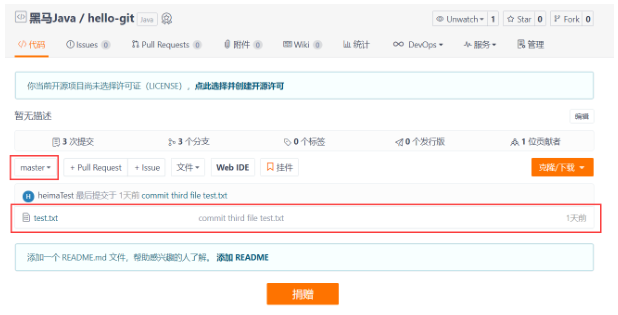 黑马Java / hello-git Java
Unwatch 1 Star 0 Fork 0
代码 Issues 0 Pull Requests 0 附件 0 Wiki 0 统计 DevOps 服务 管理
你当前开源项目尚未选择许可证（LICENSE），点此选择并创建开源许可
暂无描述 编辑
3 次提交 3 个分支 0 个标签 0 个发行版 1 位贡献者
master + Pull Request + Issue 文件 Web IDE 挂件 克隆/下载
H heimaTest 最后提交于 1天前 commit third file test.txt
test.txt commit third file test.txt 1天前
添加一个 README.md 文件，帮助感兴趣的人了解。 添加 README
捐赠